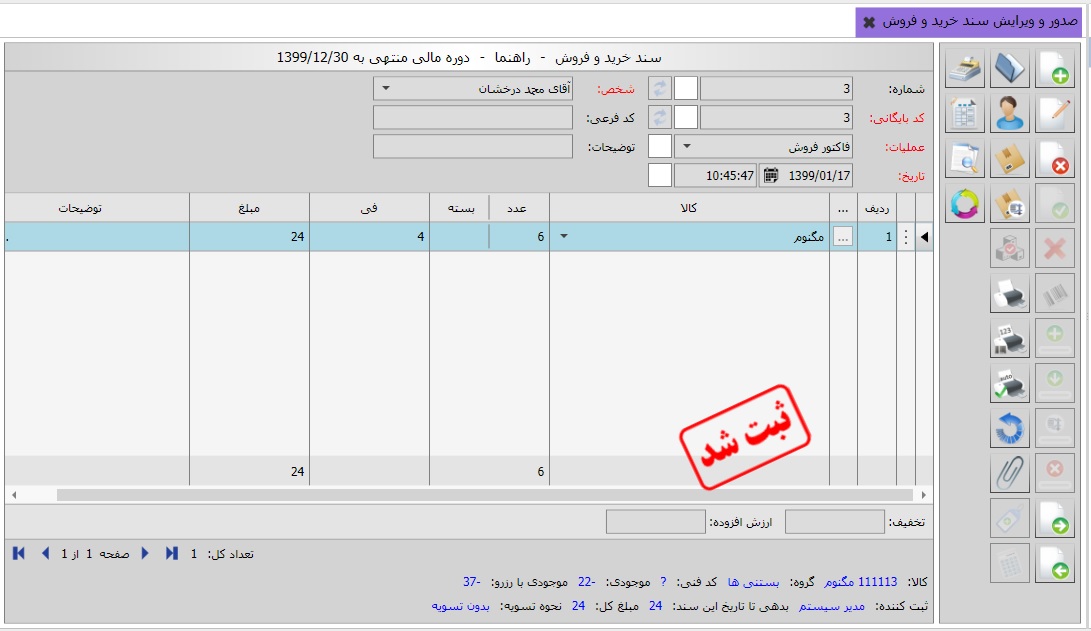 صدور و ویرایش سند خرید و فروش
سند خرید و فروش - راهنما - دوره مالی منتهی به 1399/12/30
شماره: 3 شخص: آقای محمد درخشان
کد بایگانی: 3 کد فرعی:
عملیات: فاکتور فروش توضیحات:
تاریخ: 1399/01/17 10:45:47
ردیف ... کالا عدد بسته فی مبلغ توضیحات
1 ... مگنوم 6 4 24 .
ثبت شد
6 24
تخفیف: ارزش افزوده:
تعداد کل: 1 صفحه 1 از 1
کالا: 111113 مگنوم گروه: بستنی ها کد فنی: ? موجودی: -22 موجودی با رزرو: -37
ثبت کننده: مدیر سیستم بدهی تا تاریخ این سند: 24 مبلغ کل: 24 نحوه تسویه: بدون تسویه
123
auto